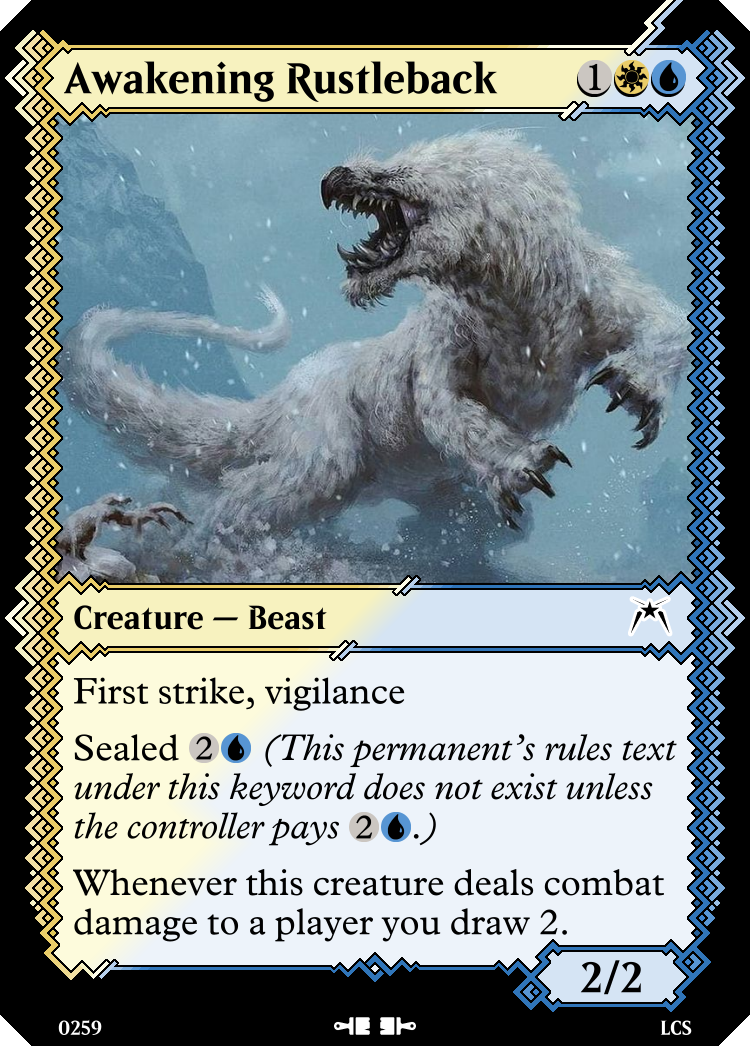 Awakening Rustleback 1
Creature — Beast
First strike, vigilance
Sealed 2 (This permanent's rules text
under this keyword does not exist unless
the controller pays 2.)
Whenever this creature deals combat
damage to a player you draw 2.
2/2
0259 LCS